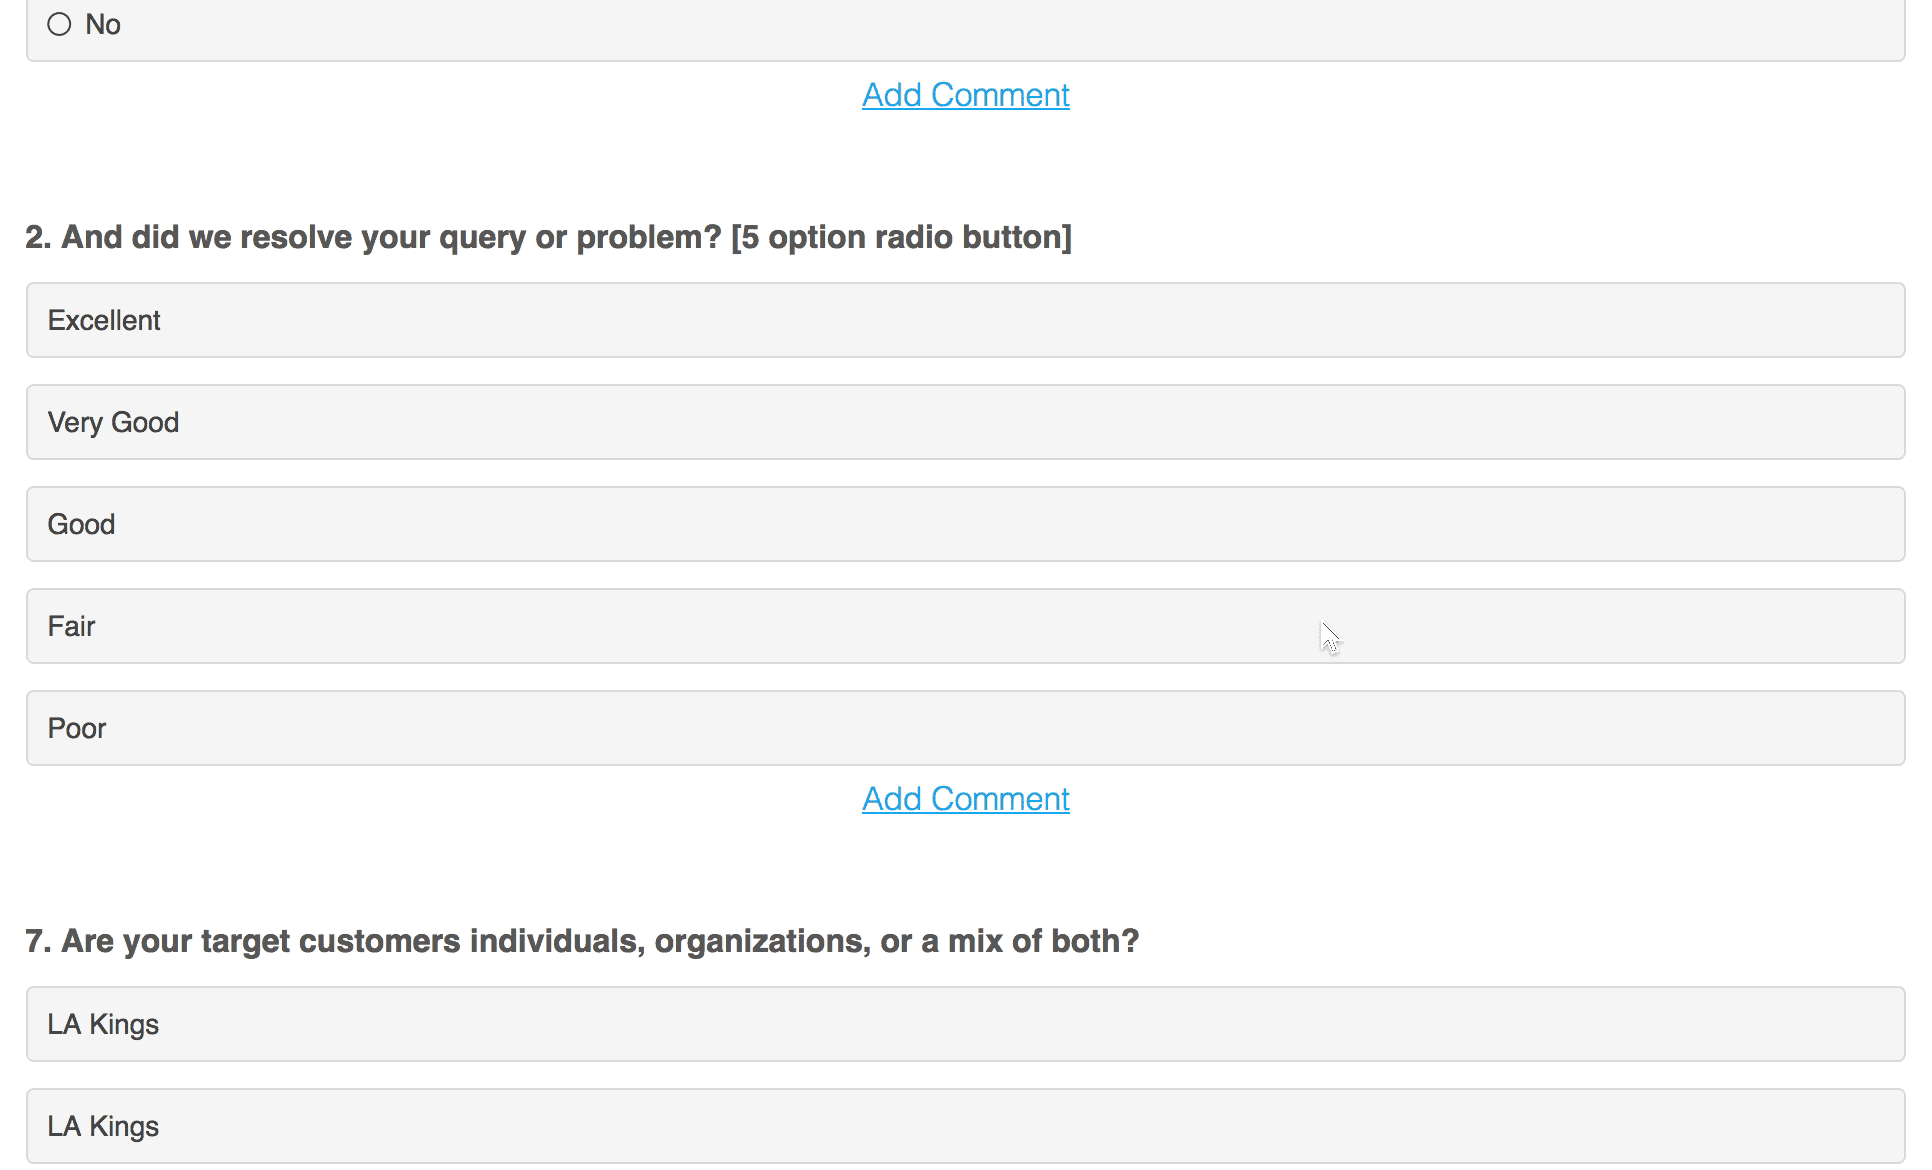 No
Add Comment
2. And did we resolve your query or problem? [5 option radio button]
Excellent
Very Good
Good
Fair
Poor
Add Comment
7. Are your target customers individuals, organizations, or a mix of both?
LA Kings
LA Kings